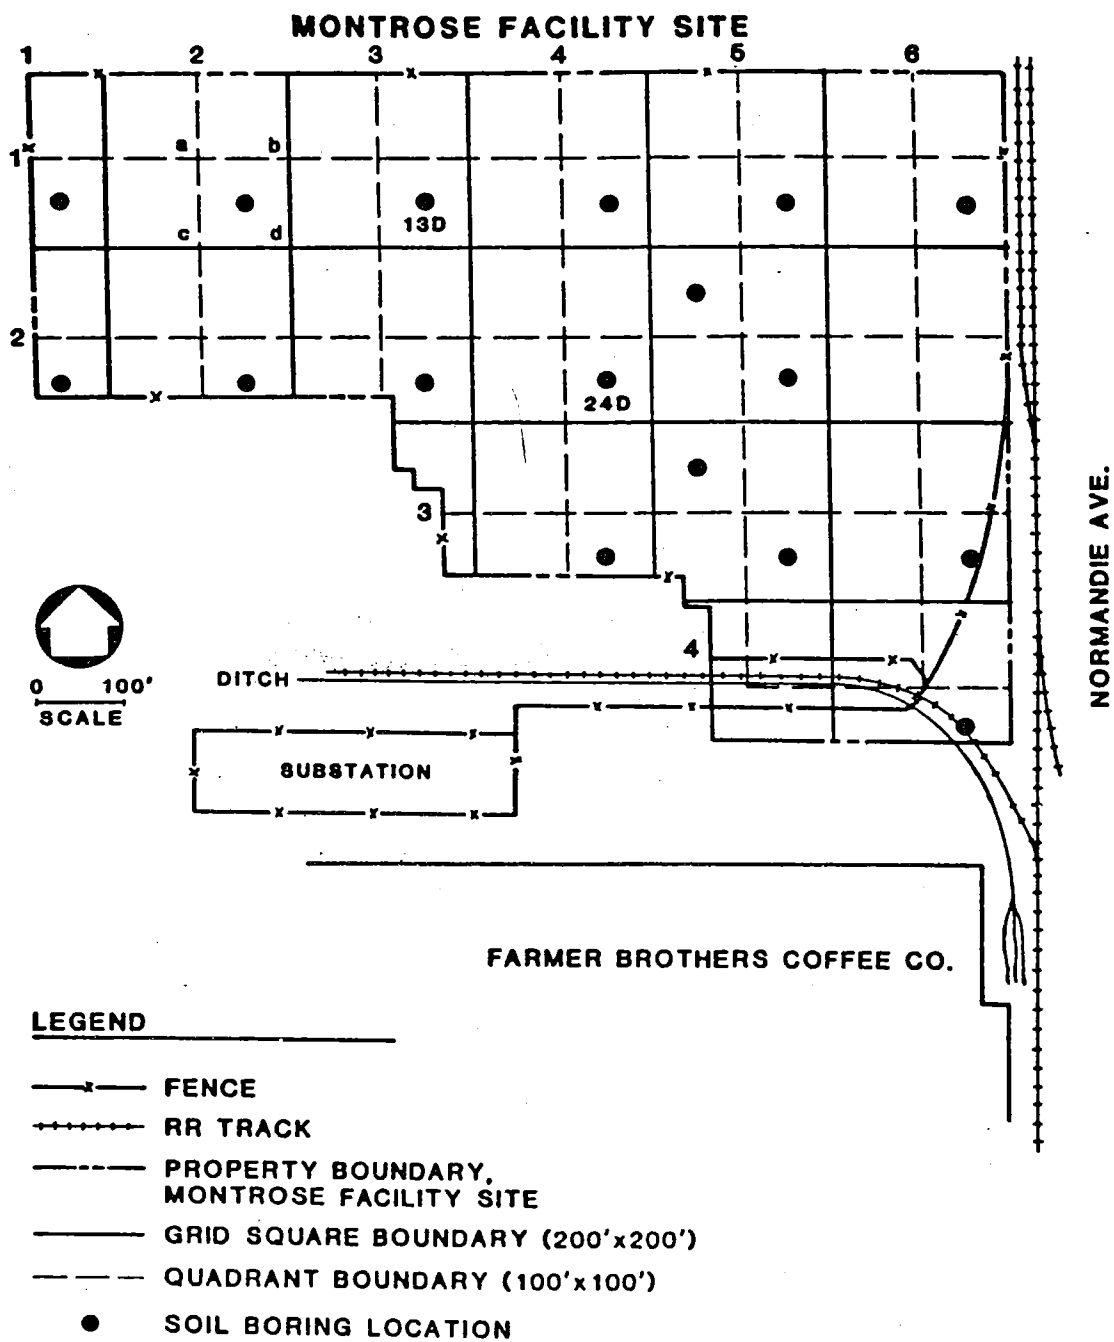 MONTROSE FACILITY SITE
1 2 3 4 5 6
a b
1
13D
c d
2
24D
3
NORMANDIE AVE.
4
DITCH
0 100'
SCALE
SUBSTATION
FARMER BROTHERS COFFEE CO.
LEGEND
FENCE
RR TRACK
PROPERTY BOUNDARY,
MONTROSE FACILITY SITE
GRID SQUARE BOUNDARY (200'x200')
QUADRANT BOUNDARY (100'x100')
SOIL BORING LOCATION